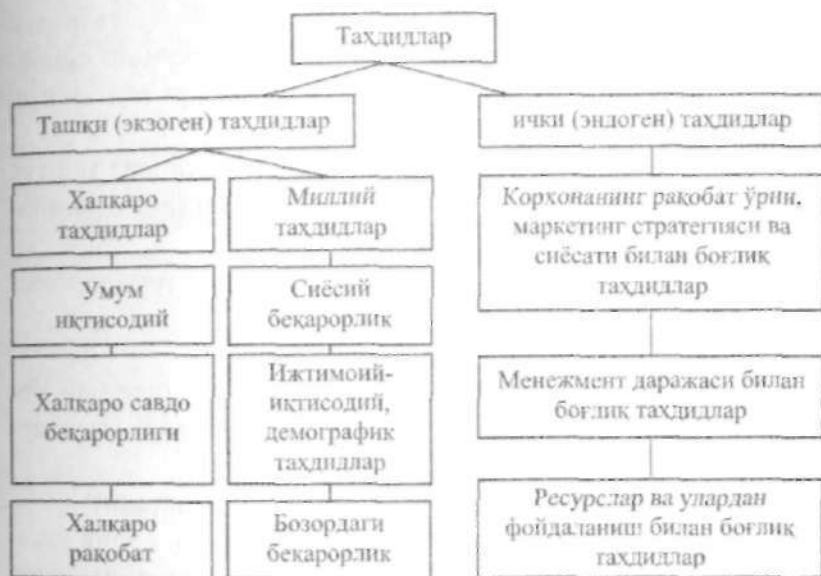 Таҳдидлар
Ташқи (экзоген) таҳдидлар
ички (эндоген) таҳдидлар
Халқаро
таҳдидлар
Миллий
таҳдидлар
Корхонанинг рақобат ўрни,
маркетинг стратегияси ва
сиёсати билан боғлиқ
таҳдидлар
Умум
иқтисодий
Сиёсий
беқарорлик
Халқаро савдо
беқарорлиги
Ижтимоий-
иқтисодий,
демографик
таҳдидлар
Менежмент даражаси билан
боғлиқ таҳдидлар
Халқаро
рақобат
Бозордаги
беқарорлик
Ресурслар ва улардан
фойдаланиш билан боғлиқ
таҳдидлар